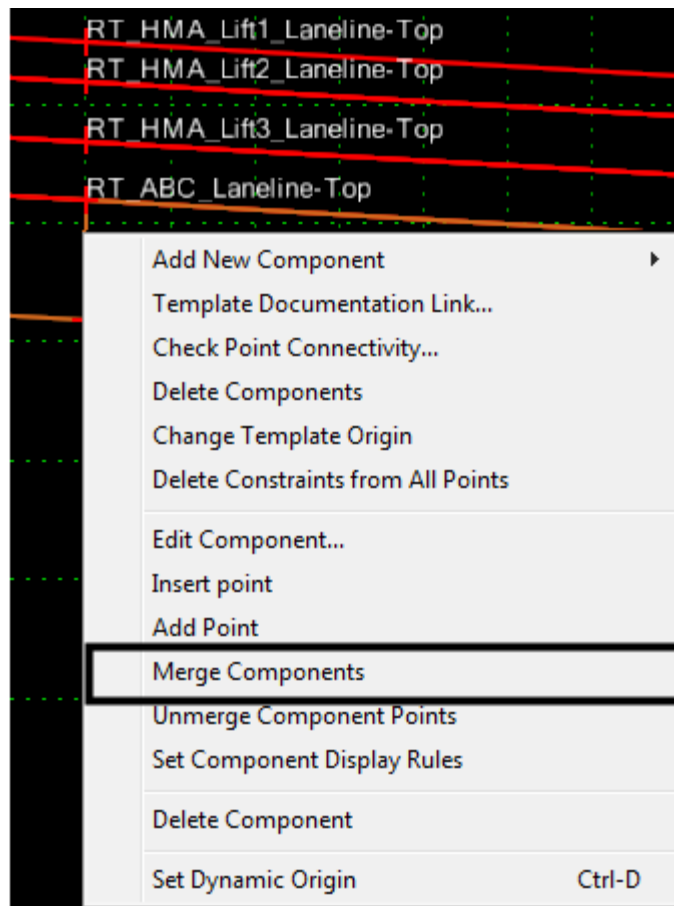 RT_HMA_Lift1_Laneline-Top
RT_HMA_Lift2_Laneline-Top
RT_HMA_Lift3_Laneline-Top
RT_ABC_Laneline-Top
Add New Component
Template Documentation Link...
Check Point Connectivity...
Delete Components
Change Template Origin
Delete Constraints from All Points
Edit Component...
Insert point
Add Point
Merge Components
Unmerge Component Points
Set Component Display Rules
Delete Component
Set Dynamic Origin Ctrl-D